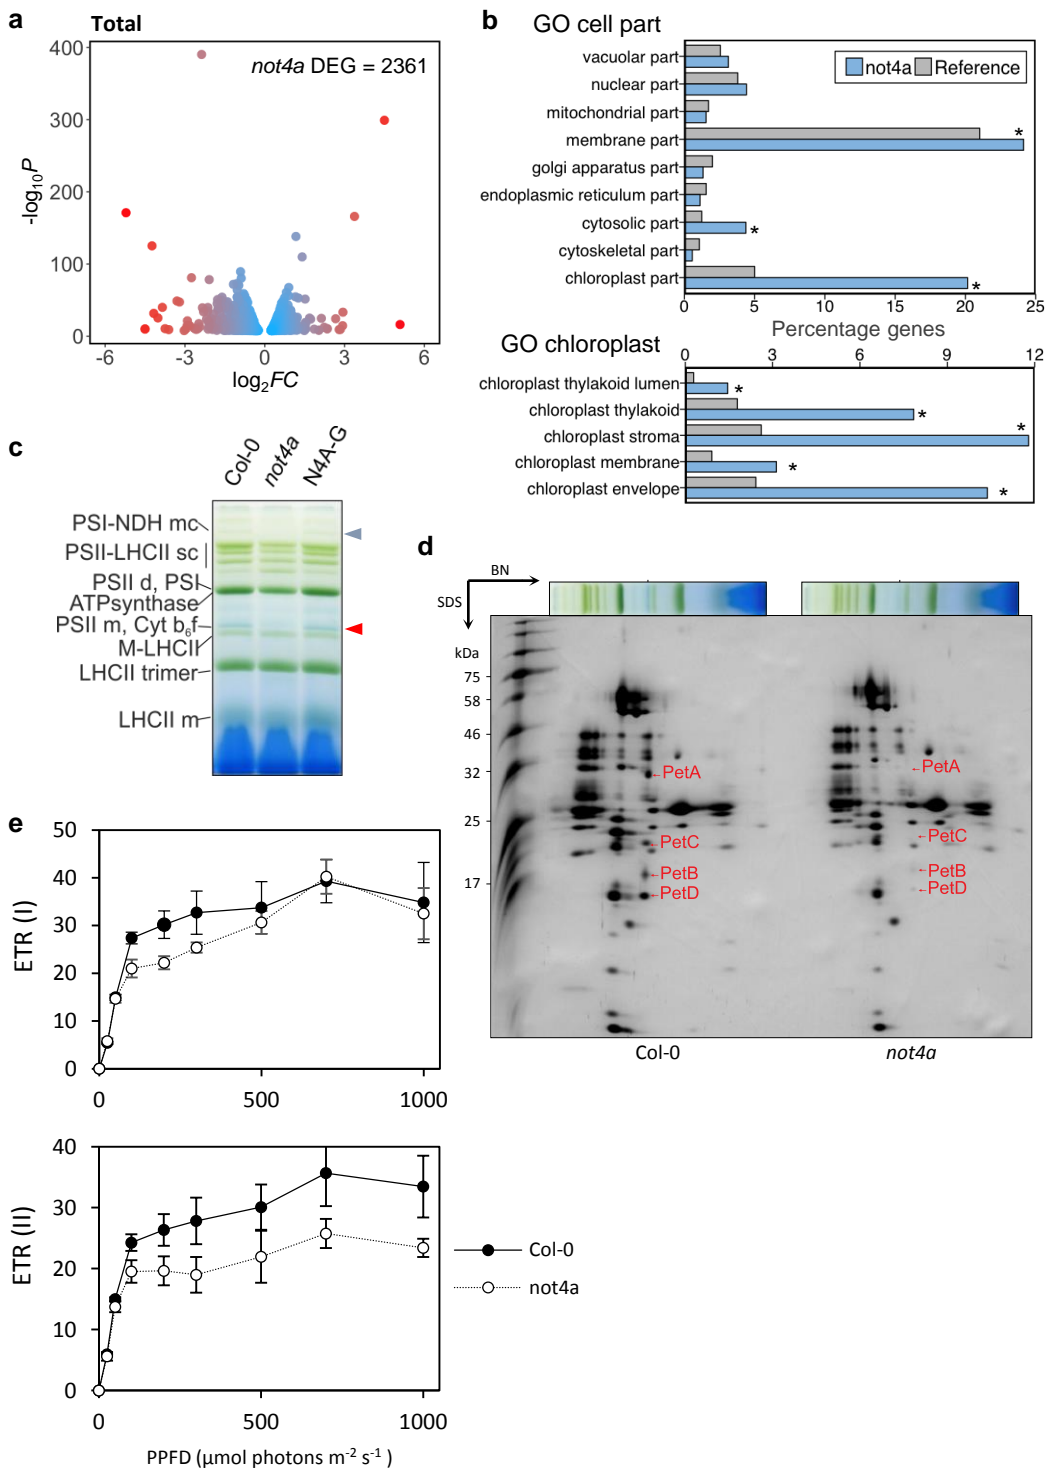 a
Total
not4a DEG = 2361
400
300
200
100
0
-log10P
-6
-3
0
3
6
log2FC
b
GO cell part
not4a
Reference
vacuolar part
nuclear part
mitochondrial part
membrane part
*
golgi apparatus part
endoplasmic reticulum part
cytosolic part
*
cytoskeletal part
chloroplast part
*
0
5
10
15
20
25
Percentage genes
GO chloroplast
0
3
6
9
12
chloroplast thylakoid lumen
*
chloroplast thylakoid
*
chloroplast stroma
*
chloroplast membrane
*
chloroplast envelope
*
c
Col-0
not4a
N4A-G
PSI-NDH mc
PSII-LHCII sc
PSII d, PSI
ATPsynthase
PSII m, Cyt b6f
M-LHCII
LHCII trimer
LHCII m
d
BN
SDS
kDa
75
58
46
32
25
17
PetA
PetC
PetB
PetD
PetA
PetC
PetB
PetD
Col-0
not4a
e
50
40
30
20
10
0
ETR (I)
0
500
1000
40
30
20
10
0
ETR (II)
0
500
1000
PPFD (μmol photons m-2 s-1 )
Col-0
not4a